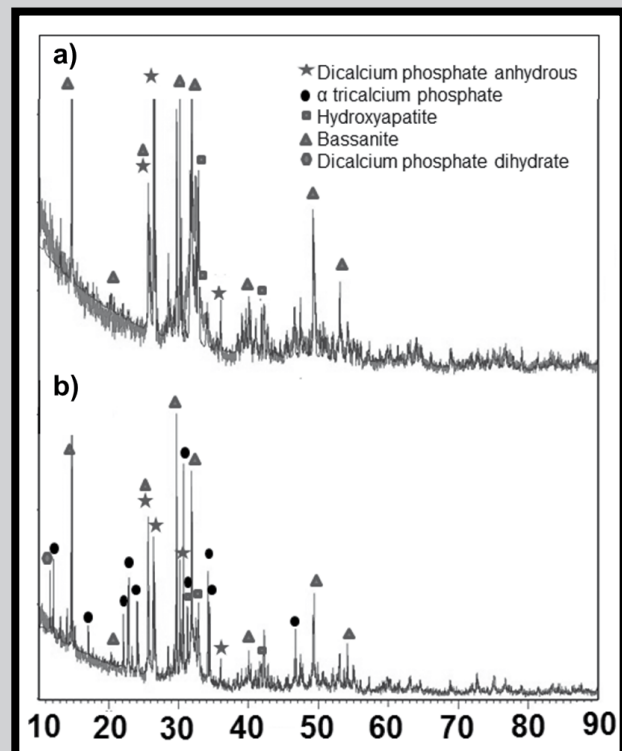 a)
Dicalcium phosphate anhydrous
α tricalcium phosphate
Hydroxyapatite
Bassanite
Dicalcium phosphate dihydrate
b)
10 20 30 40 50 60 70 80 90